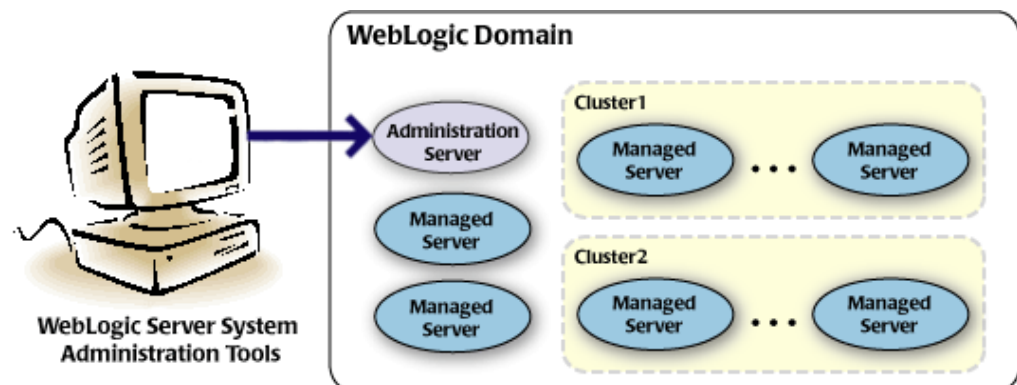 WebLogic Domain
Administration
Server
Managed
Server
Managed
Server
Cluster1
Managed
Server
...
Managed
Server
Cluster2
Managed
Server
...
Managed
Server
WebLogic Server System
Administration Tools